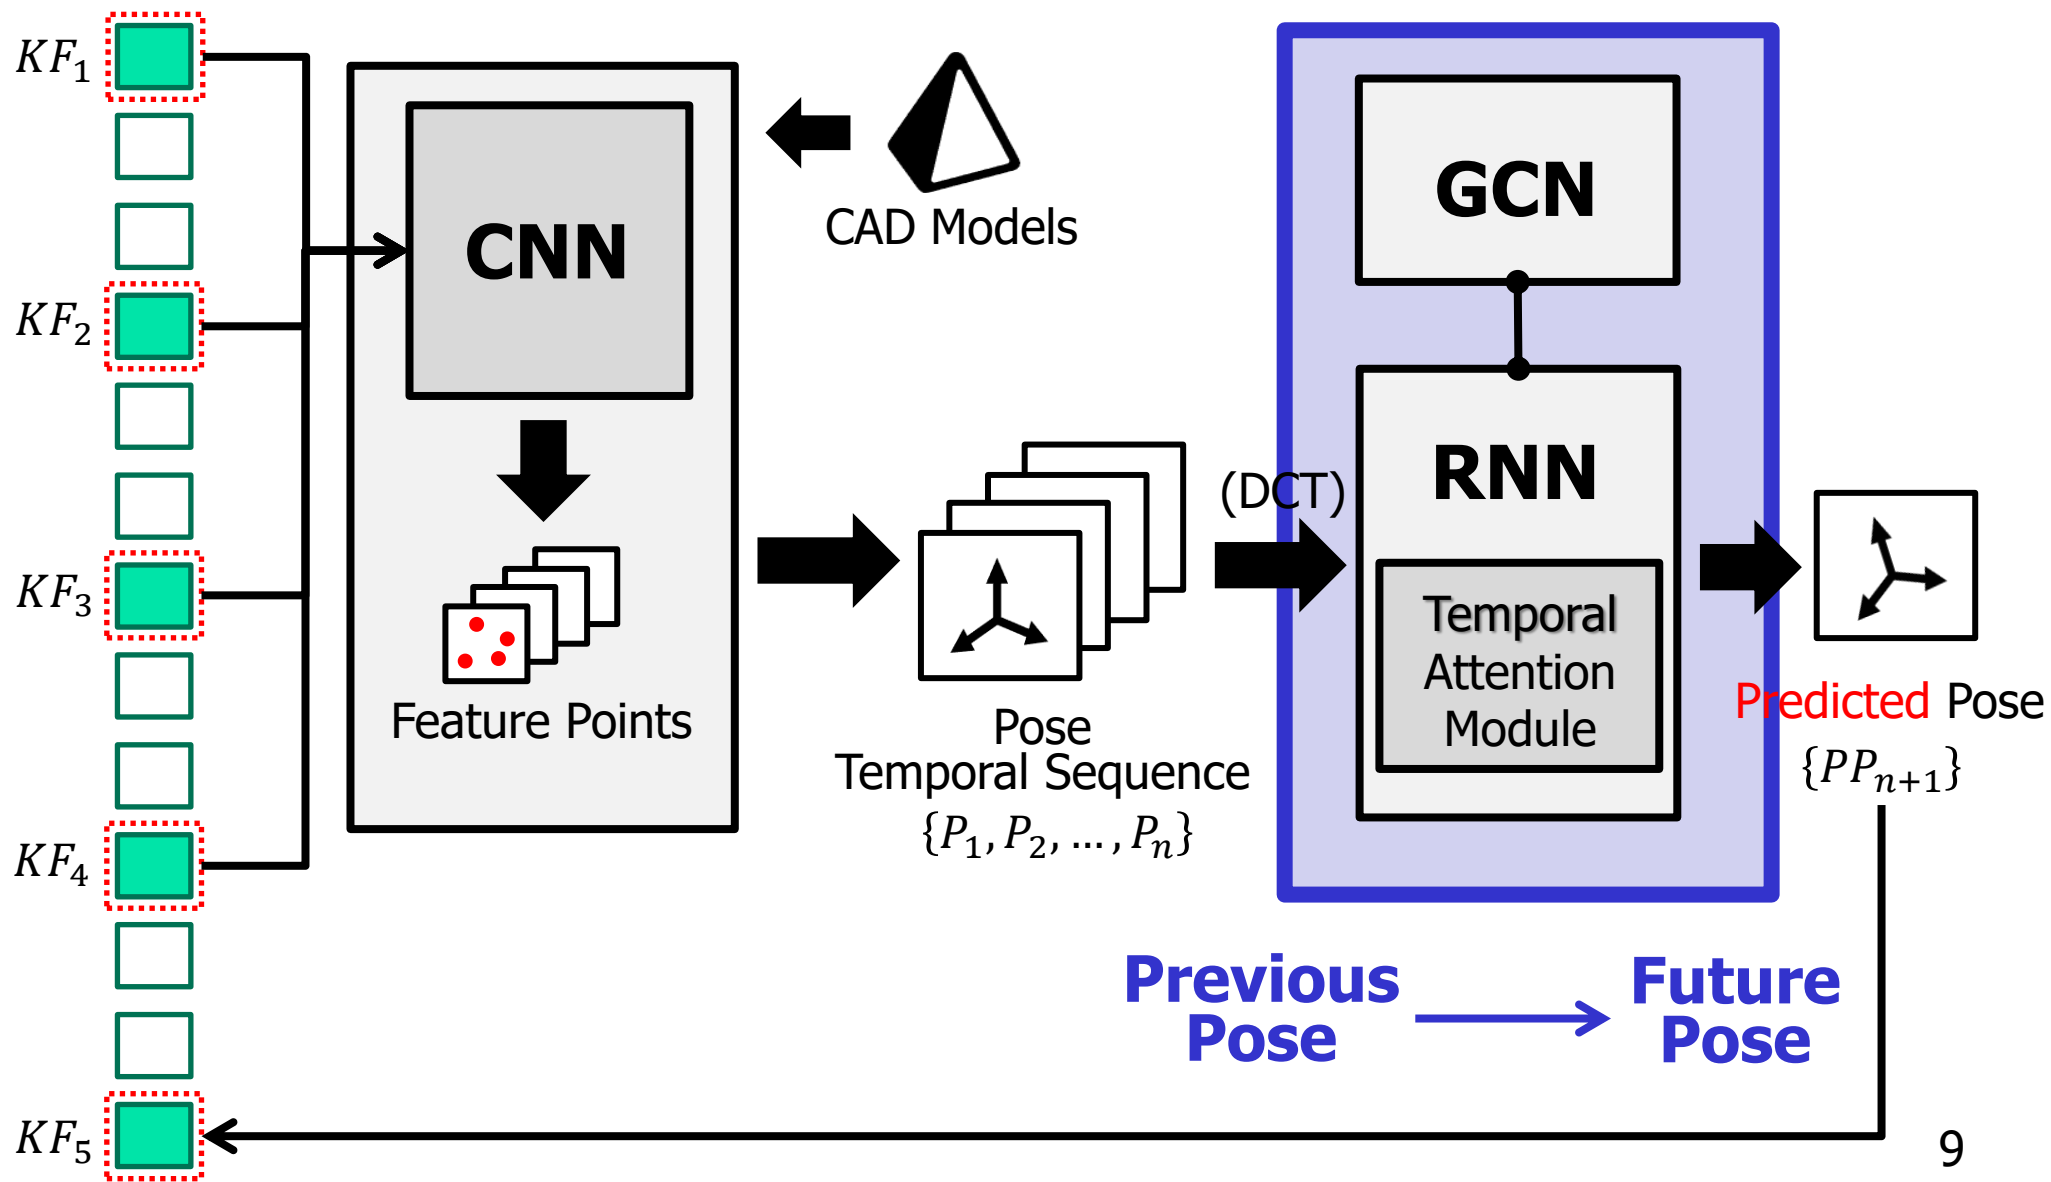 KF₁
KF₂
KF₃
KF₄
KF₅
CNN
Feature Points
CAD Models
Pose
Temporal Sequence
{P₁, P₂, … , Pₙ}
(DCT)
GCN
RNN
Temporal
Attention
Module
Predicted Pose
{PPₙ₊₁}
Previous
Pose
Future
Pose
9